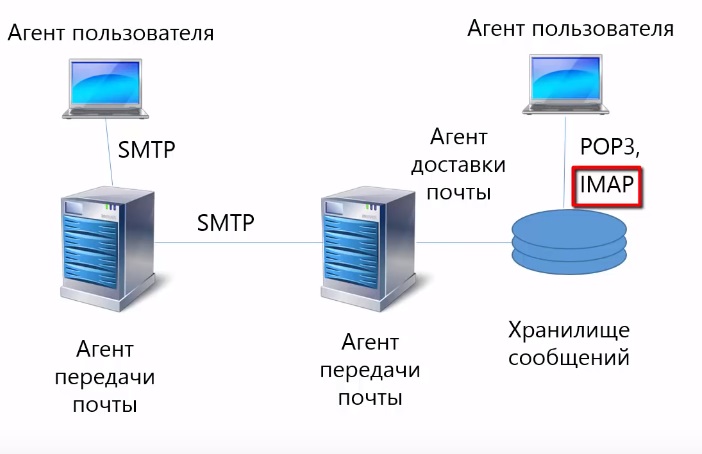 Агент пользователя
Агент пользователя
SMTP
Агент
доставки
почты
POP3,
IMAP
SMTP
Агент
передачи
почты
Агент
передачи
почты
Хранилище
сообщений